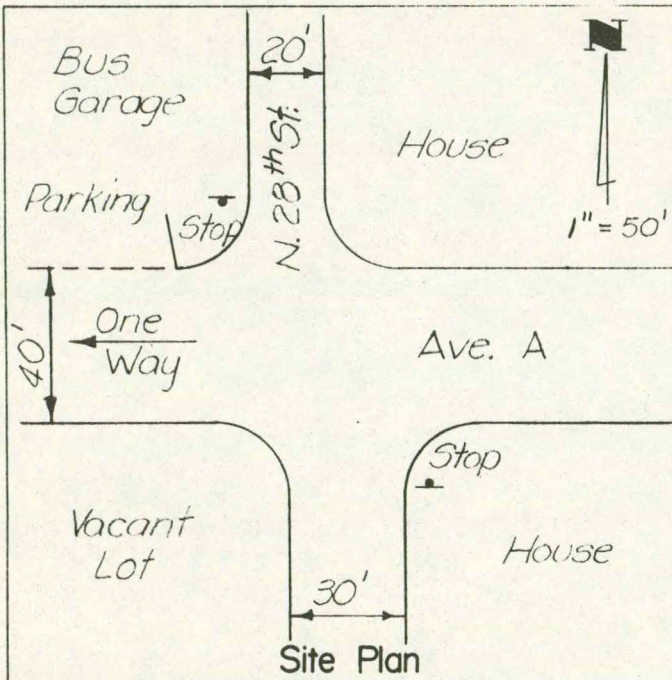 Bus
Garage
20'
N
N. 28th St.
House
Parking
Stop
1" = 50'
40'
One
Way
Ave. A
Stop
Vacant
Lot
House
30'
Site Plan